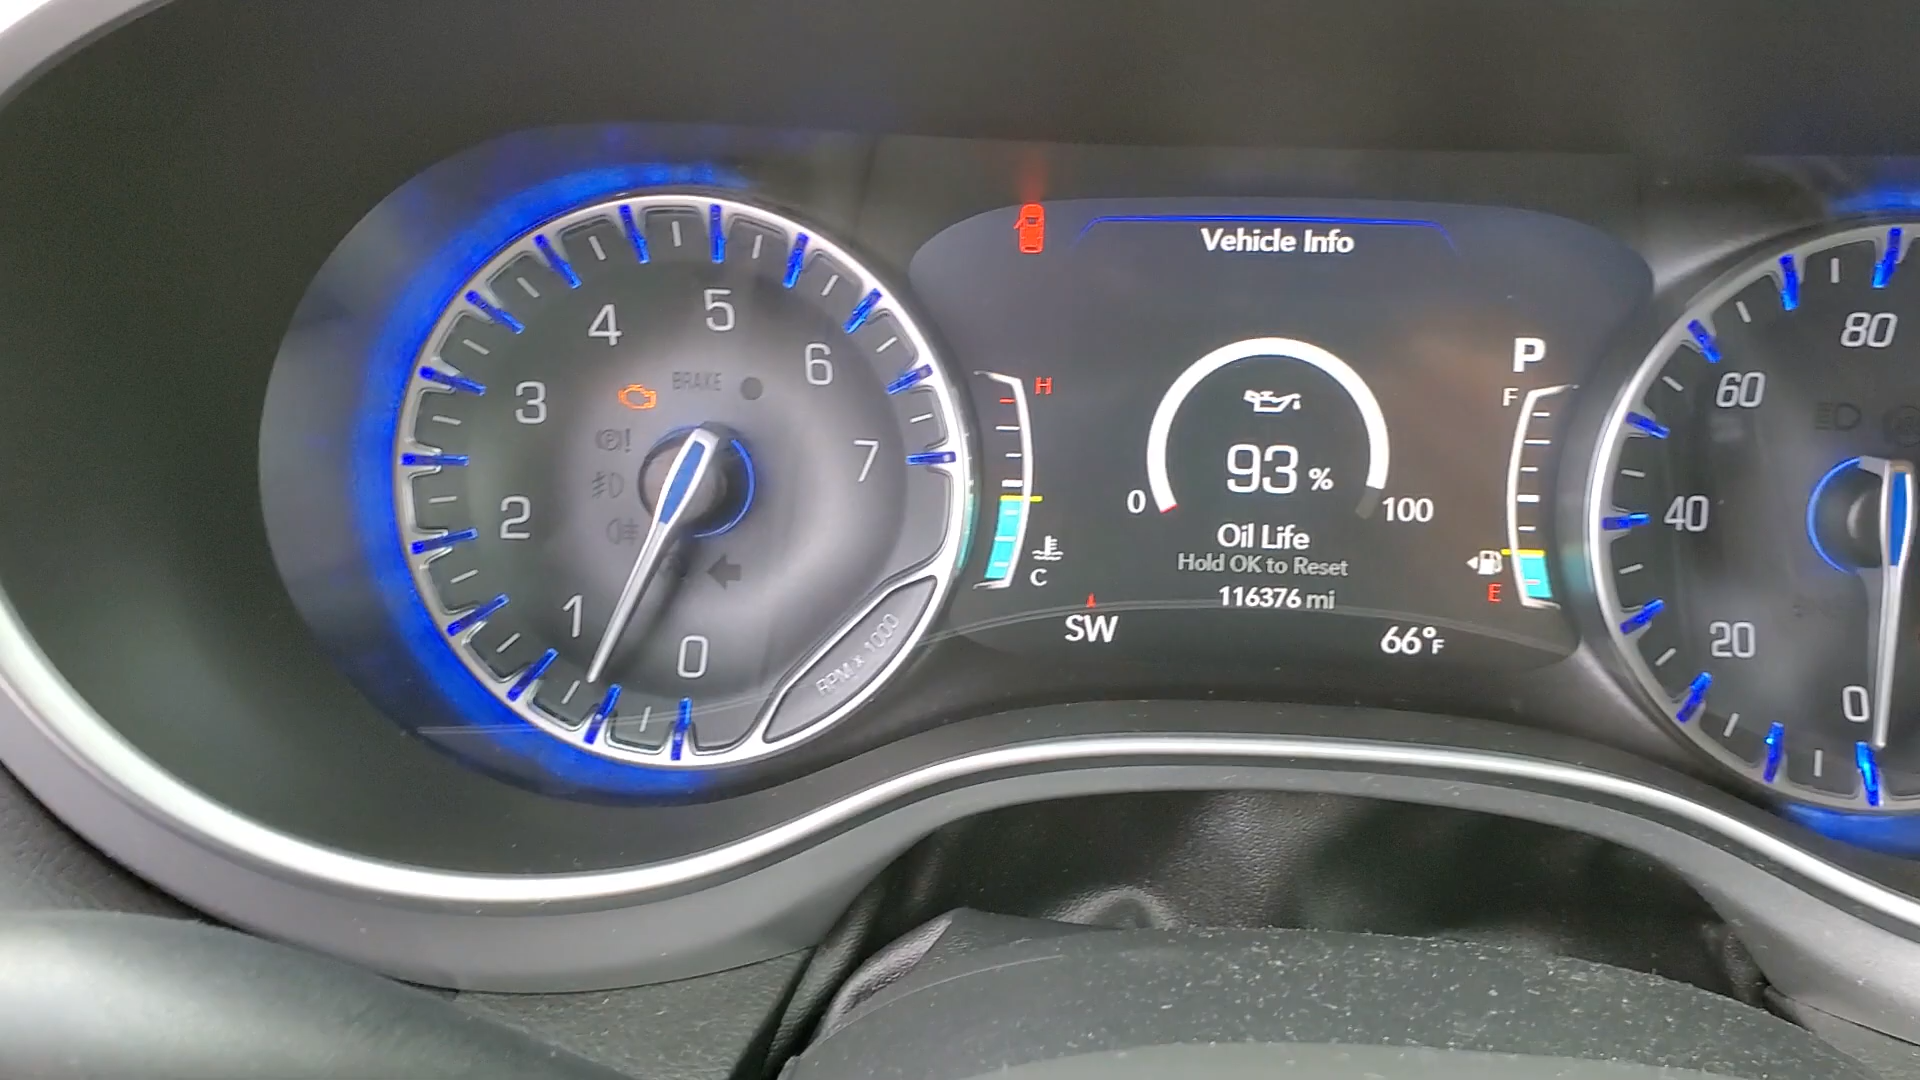 Vehicle Info
4
5
6
3
7
2
1
0
BRAKE
RPM x 1000
H
C
93 %
0
100
Oil Life
Hold OK to Reset
116376 mi
SW
66°F
P
F
E
80
60
40
20
0